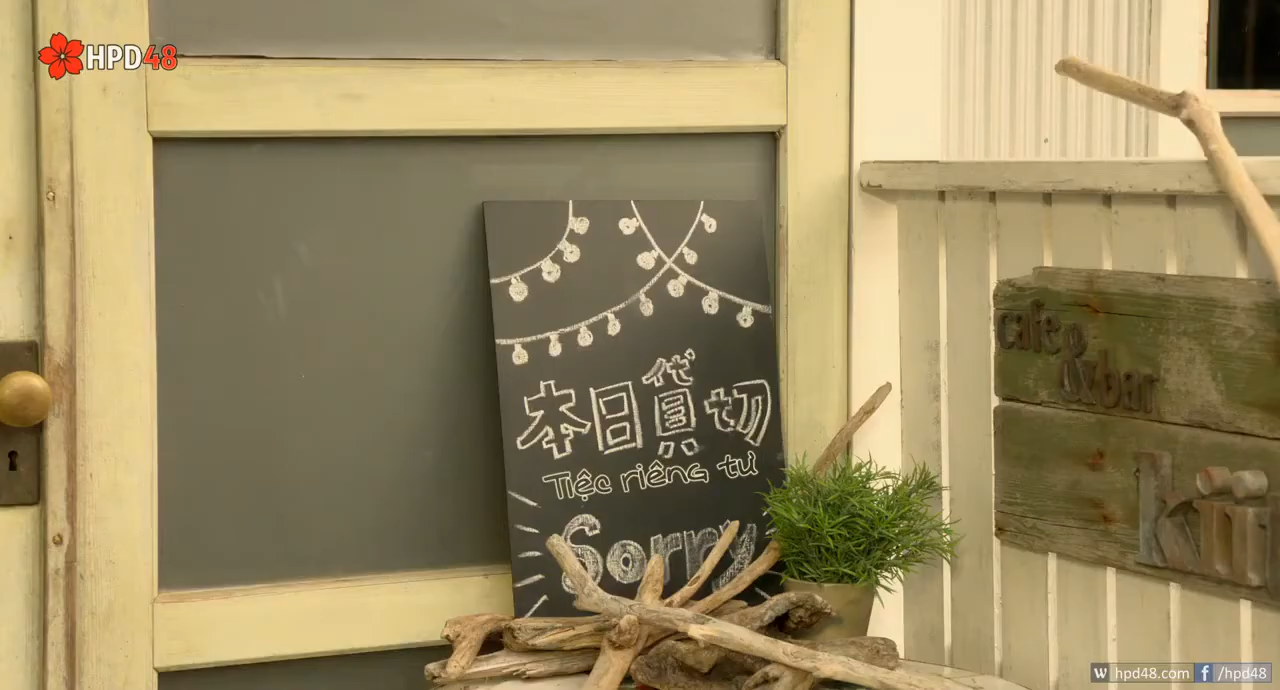 HPD48
本日貸切
Tiệc riêng tư
Sorry
cafe
&bar
hpd48.com /hpd48